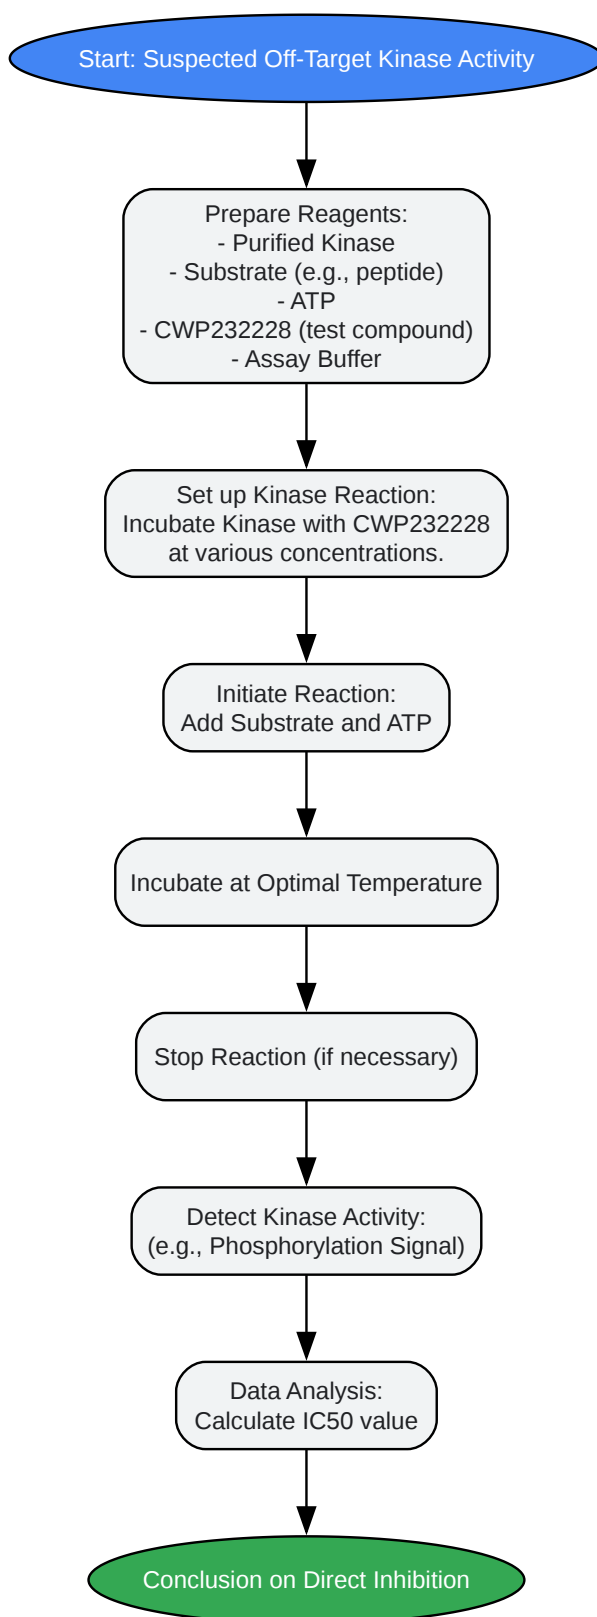 Start: Suspected Off-Target Kinase Activity
Prepare Reagents:
- Purified Kinase
- Substrate (e.g., peptide)
- ATP
- CWP232228 (test compound)
- Assay Buffer
Set up Kinase Reaction:
Incubate Kinase with CWP232228
at various concentrations.
Initiate Reaction:
Add Substrate and ATP
Incubate at Optimal Temperature
Stop Reaction (if necessary)
Detect Kinase Activity:
(e.g., Phosphorylation Signal)
Data Analysis:
Calculate IC50 value
Conclusion on Direct Inhibition